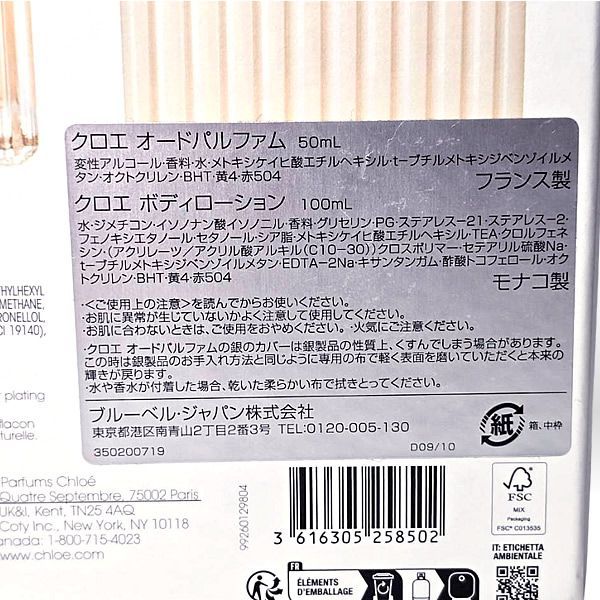 クロエ オードパルファム 50mL
変性アルコール・香料・水・メトキシケイヒ酸エチルヘキシル・t-ブチルメトキシジベンゾイルメ
タン・オクトクリレン・BHT・黄4・赤504
フランス製
クロエ ボディローション 100mL
水・ジメチコン・イソノナン酸イソノニル・香料・グリセリン・PG・ステアレス-21・ステアレス-2・
フェノキシエタノール・セタノール・シア脂・メトキシケイヒ酸エチルヘキシル・TEA・クロルフェネ
シン・(アクリレーツ/アクリル酸アルキル(C10-30))クロスポリマー・セテアリル硫酸Na・
t-ブチルメトキシジベンゾイルメタン・EDTA-2Na・キサンタンガム・酢酸トコフェロール・オク
トクリレン・BHT・黄4・赤504
モナコ製
・<ご使用上の注意>を読んでからお使いください。
・お肌に異常が生じていないかよく注意して使用してください。
・お肌に合わないときは、ご使用をおやめください。・火気にご注意ください。
・クロエ オードパルファムの銀のカバーは銀製品の性質上、くすんでしまう場合があります。
この時は銀製品のお手入れ方法と同じように専用の布で軽く表面を磨いていただくと本来の
輝きが戻ります。
・水や香水が付着した場合、乾いた柔らかい布で拭きとってください。
ブルーベル・ジャパン株式会社
東京都港区南青山2丁目2番3号 TEL:0120-005-130
350200719 D09/10
紙 箱、中枠
THYLHEXYL
METHANE,
RONELLOL,
CI 19140),
plating
flacon
turelle.
Parfums Chloé
Quatre Septembre, 75002 Paris
UK&I, Kent, TN25 4AQ
Coty Inc., New York, NY 10118
anada: 1-800-715-4023
www.chloe.com
99260129804
3 616305 258502
FSC
MIX
Packaging
FSC® C013535
IT: ETICHETTA
AMBIENTALE
FR
ÉLÉMENTS
D'EMBALLAGE